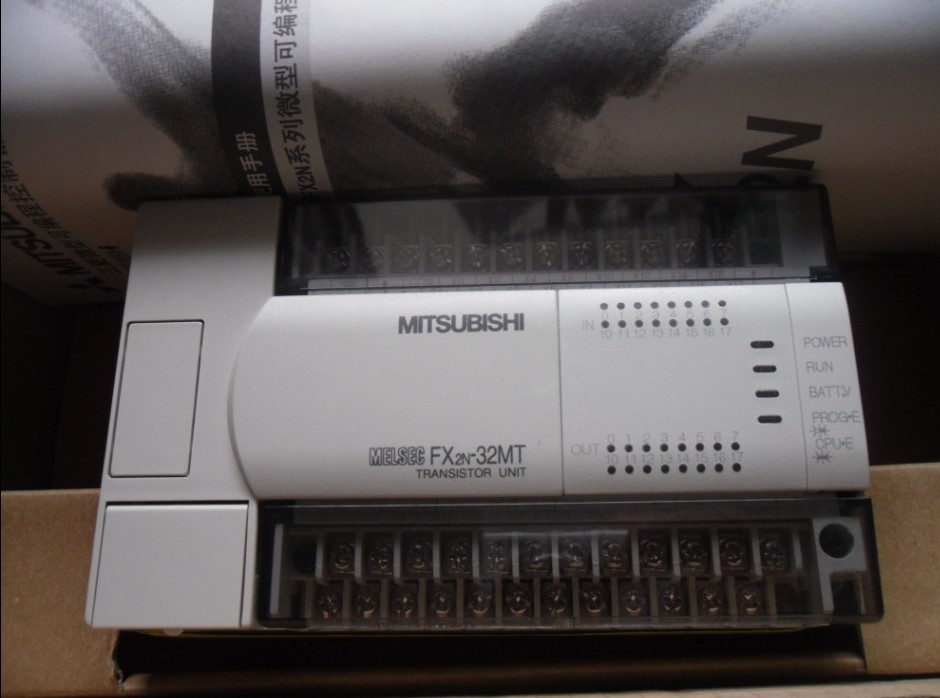 用手册
FX2N系列微型可编程
2N
MITSUBISHI
IN
0 1 2 3 4 5 6 7
10 11 12 13 14 15 16 17
POWER
RUN
BATT.V
PROG-E
CPU-E
MELSEC FX2N-32MT
TRANSISTOR UNIT
OUT
0 1 2 3 4 5 6 7
10 11 12 13 14 15 16 17